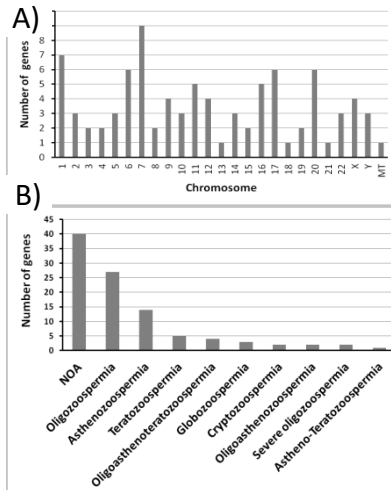 A)
Number of genes
8
7
6
5
4
3
2
1
0
1 2 3 4 5 6 7 8 9 10 11 12 13 14 15 16 17 18 19 20 21 22 X Y MT
Chromosome
B)
Number of genes
45
40
35
30
25
20
15
10
5
0
NOA
Oligozoospermia
Asthenozoospermia
Teratozoospermia
Oligoasthenoteratozoospermia
Globozoospermia
Cryptozoospermia
Oligoasthenozoospermia
Severe oligozoospermia
Astheno-Teratozoospermia